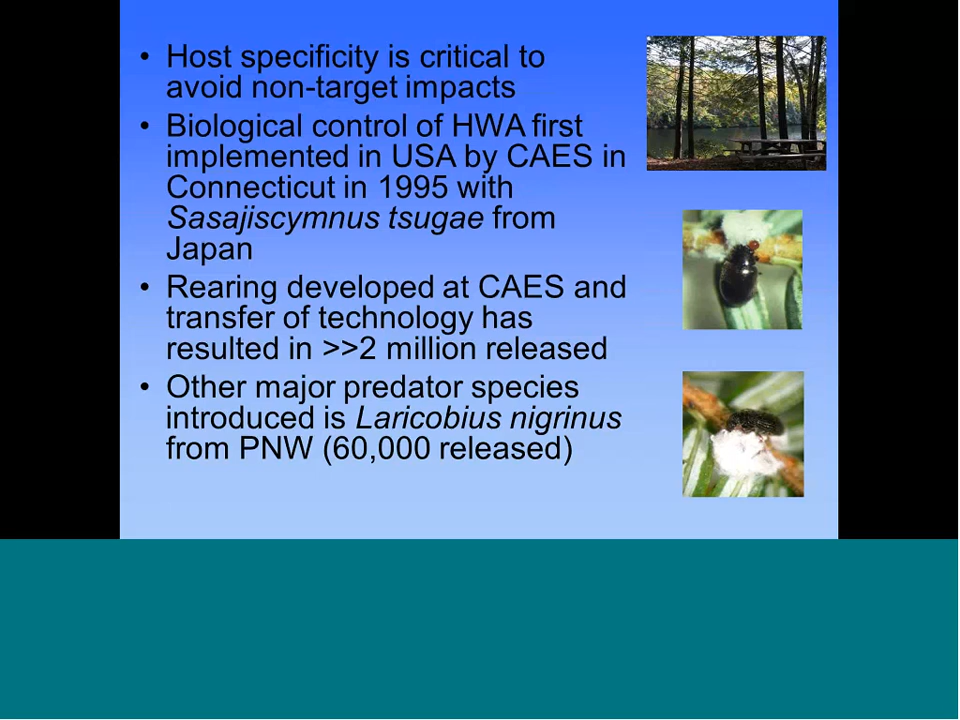 • Host specificity is critical to
avoid non-target impacts
• Biological control of HWA first
implemented in USA by CAES in
Connecticut in 1995 with
Sasajiscymnus tsugae from
Japan
• Rearing developed at CAES and
transfer of technology has
resulted in >>2 million released
• Other major predator species
introduced is Laricobius nigrinus
from PNW (60,000 released)